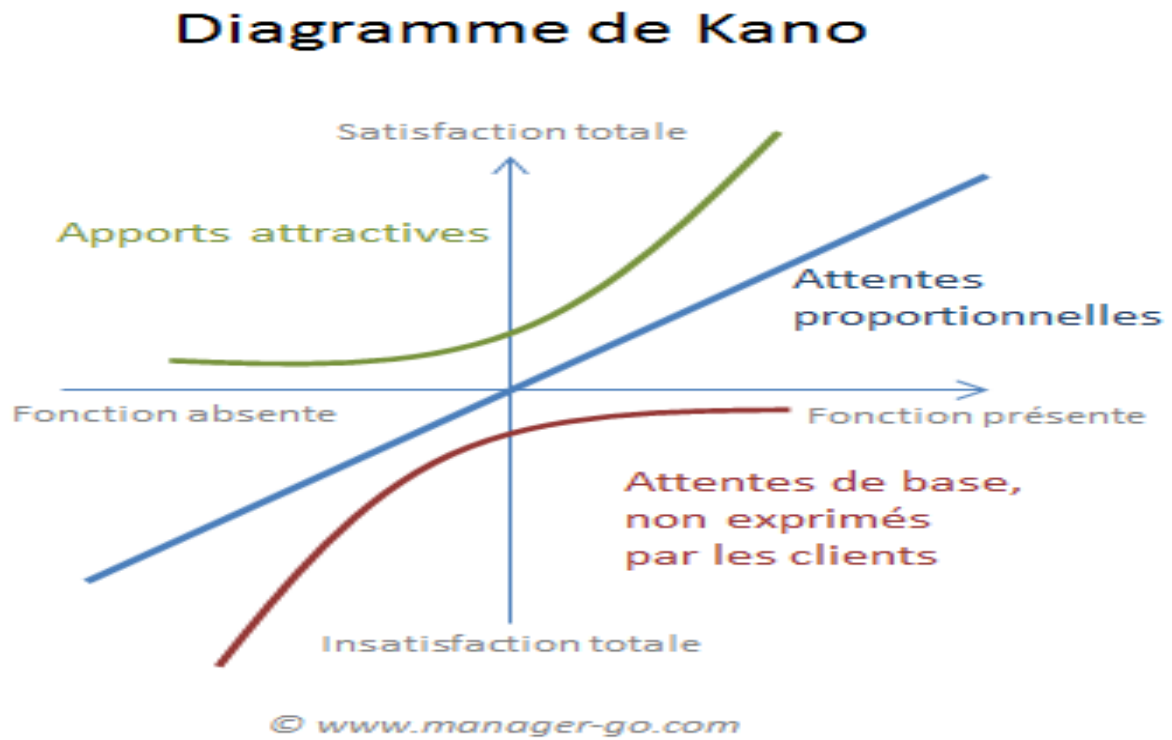 Diagramme de Kano
Satisfaction totale
Apports attractives
Attentes
proportionnelles
Fonction absente
Fonction présente
Attentes de base,
non exprimés
par les clients
Insatisfaction totale
© www.manager-go.com